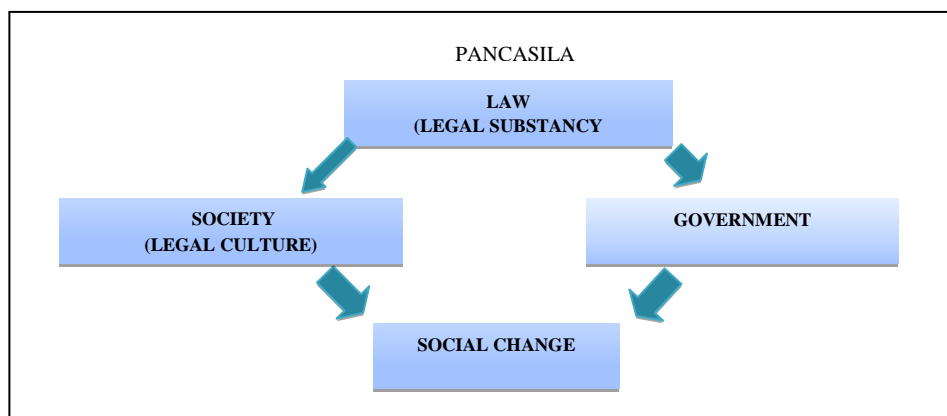 PANCASILA
LAW
(LEGAL SUBSTANCY
SOCIETY
(LEGAL CULTURE)
GOVERNMENT
SOCIAL CHANGE